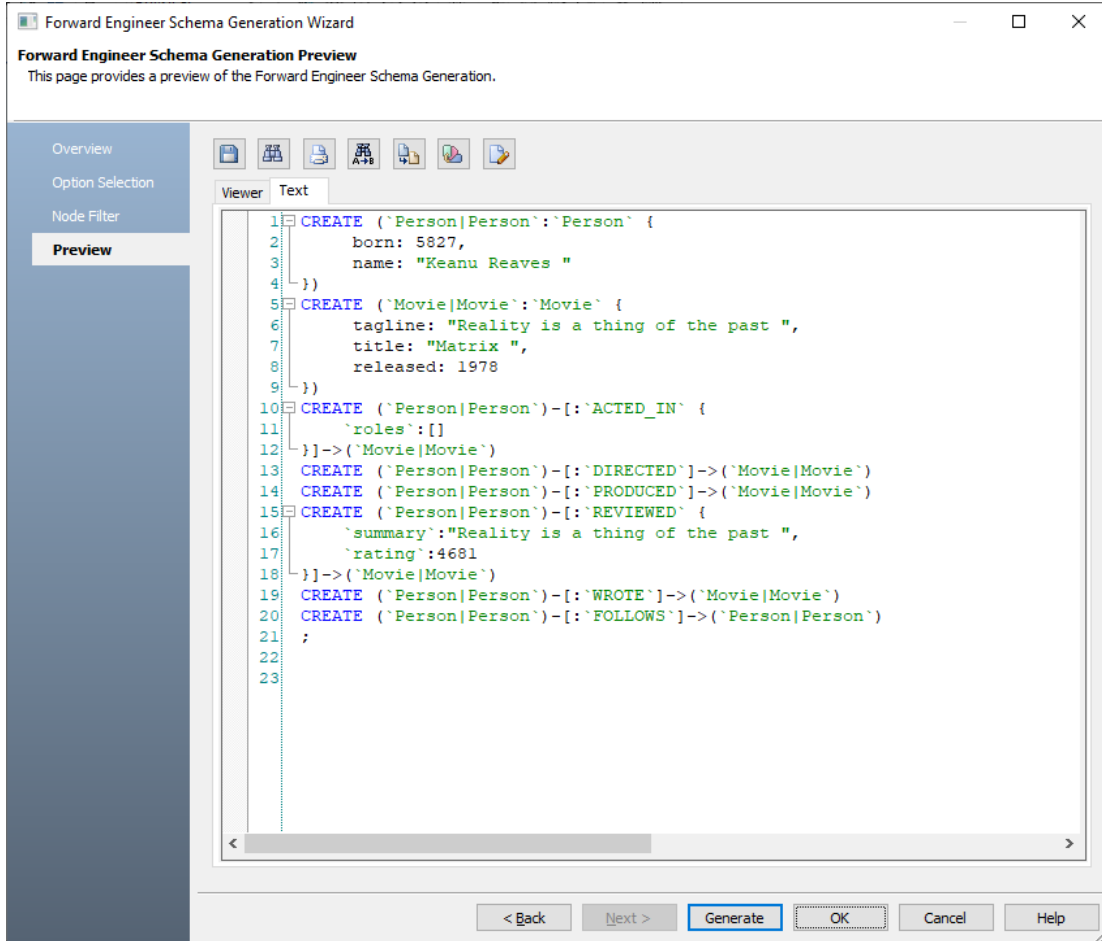 Forward Engineer Schema Generation Wizard
Forward Engineer Schema Generation Preview
This page provides a preview of the Forward Engineer Schema Generation.
Overview
Option Selection
Node Filter
Preview
A→B
Viewer Text
1 CREATE (`Person|Person`:`Person` {
2 born: 5827,
3 name: "Keanu Reaves "
4 })
5 CREATE (`Movie|Movie`:`Movie` {
6 tagline: "Reality is a thing of the past ",
7 title: "Matrix ",
8 released: 1978
9 })
10 CREATE (`Person|Person`)-[:`ACTED_IN` {
11 `roles`:[]
12 }]->(`Movie|Movie`)
13 CREATE (`Person|Person`)-[:`DIRECTED`]->(`Movie|Movie`)
14 CREATE (`Person|Person`)-[:`PRODUCED`]->(`Movie|Movie`)
15 CREATE (`Person|Person`)-[:`REVIEWED` {
16 `summary`:"Reality is a thing of the past ",
17 `rating`:4681
18 }]->(`Movie|Movie`)
19 CREATE (`Person|Person`)-[:`WROTE`]->(`Movie|Movie`)
20 CREATE (`Person|Person`)-[:`FOLLOWS`]->(`Person|Person`)
21 ;
22
23
< Back Next > Generate OK Cancel Help